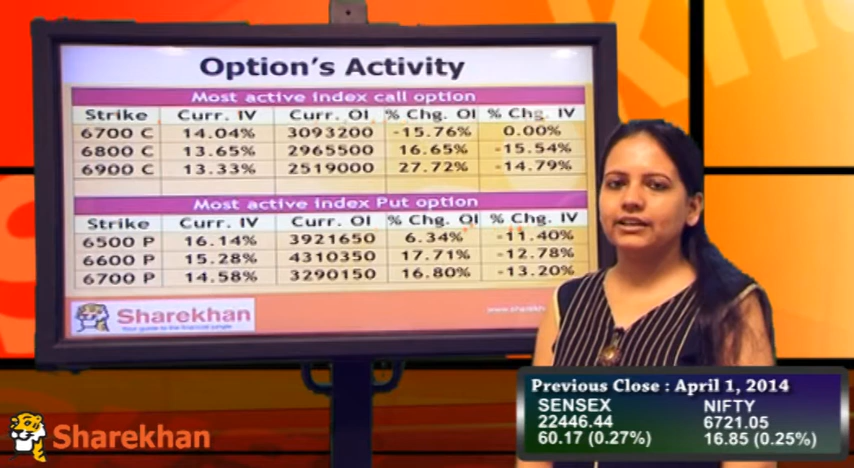 Option's Activity
Most active index call option
Strike Curr. IV Curr. OI % Chg. OI % Chg. IV
6700 C 14.04% 3093200 -15.76% 0.00%
6800 C 13.65% 2965500 16.65% -15.54%
6900 C 13.33% 2519000 27.72% -14.79%
Most active index Put option
Strike Curr. IV Curr. OI % Chg. OI % Chg. IV
6500 P 16.14% 3921650 6.34% -11.40%
6600 P 15.28% 4310350 17.71% -12.78%
6700 P 14.58% 3290150 16.80% -13.20%
Sharekhan
Your guide to the financial jungle
Previous Close : April 1, 2014
SENSEX NIFTY
22446.44 6721.05
60.17 (0.27%) 16.85 (0.25%)
Sharekhan